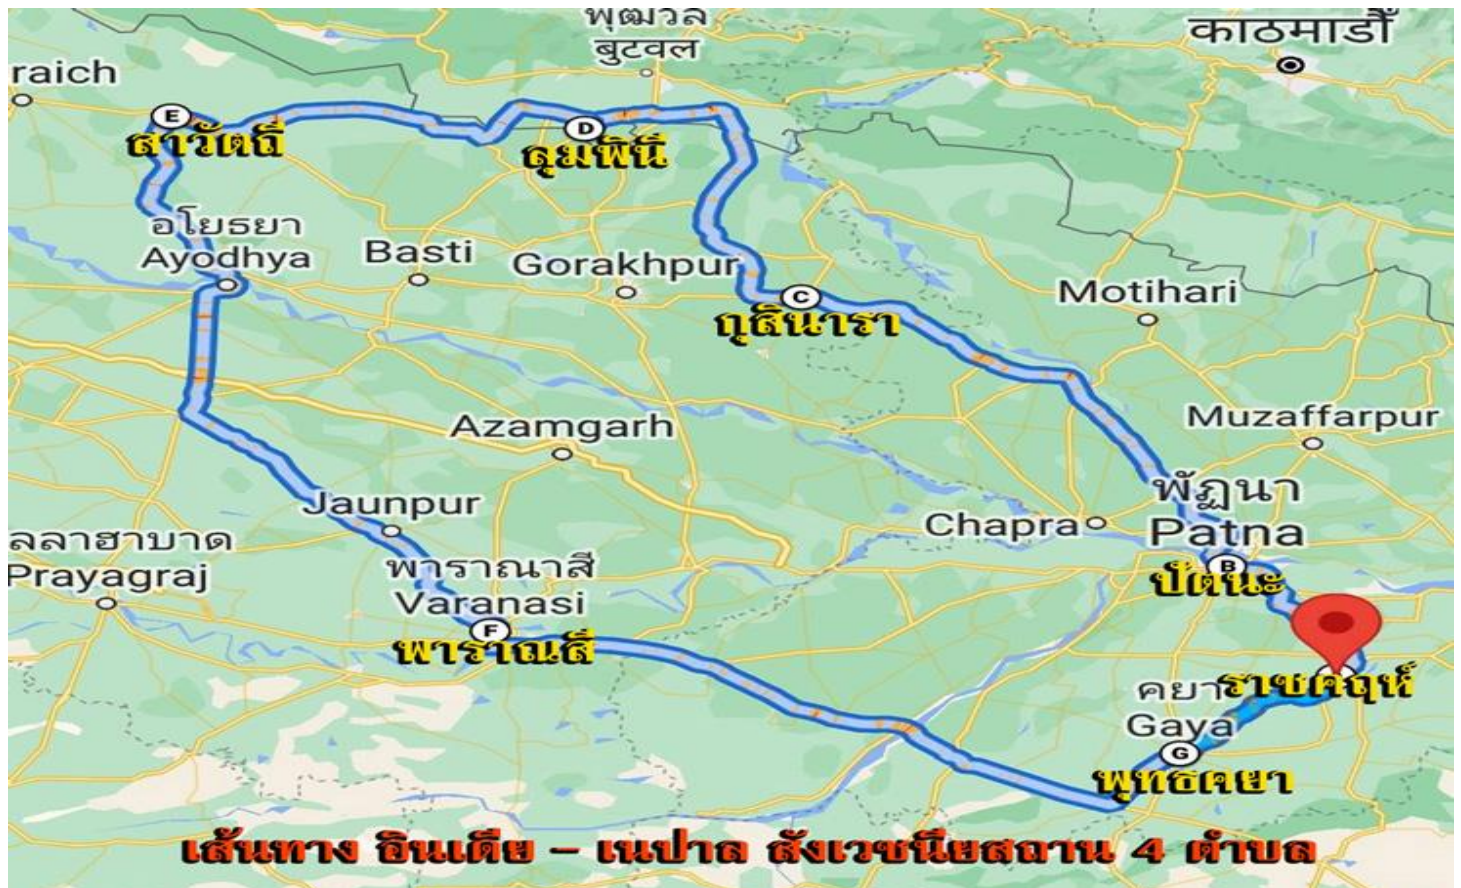 พุฒวล
बुटवल
กาฐมาณฑุ
raich
E
สาวัตถี
D
ลุมพินี
อโยธยา
Ayodhya
Basti
Gorakhpur
C
กุสินารา
Motihari
Azamgarh
Muzaffarpur
Jaunpur
พัฏนา
Patna
Chapra
B
ปัตนะ
ลลาฮาบาด
Prayagraj
พาราณาสี
Varanasi
F
พาราณสี
ราชคฤห์
คยา
Gaya
G
พุทธคยา
เส้นทาง อินเดีย - เนปาล สังเวชนียสถาน 4 ตำบล